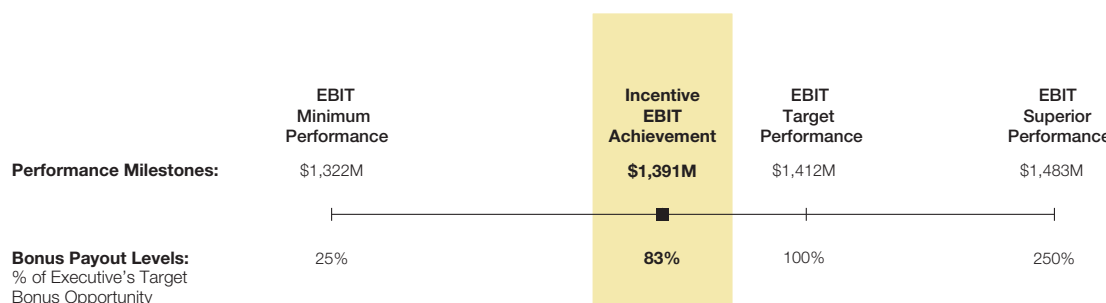 EBIT Minimum Performance
Incentive EBIT Achievement
EBIT Target Performance
EBIT Superior Performance
Performance Milestones: $1,322M $1,391M $1,412M $1,483M
Bonus Payout Levels: 25% 83% 100% 250%
% of Executive's Target
Bonus Opportunity